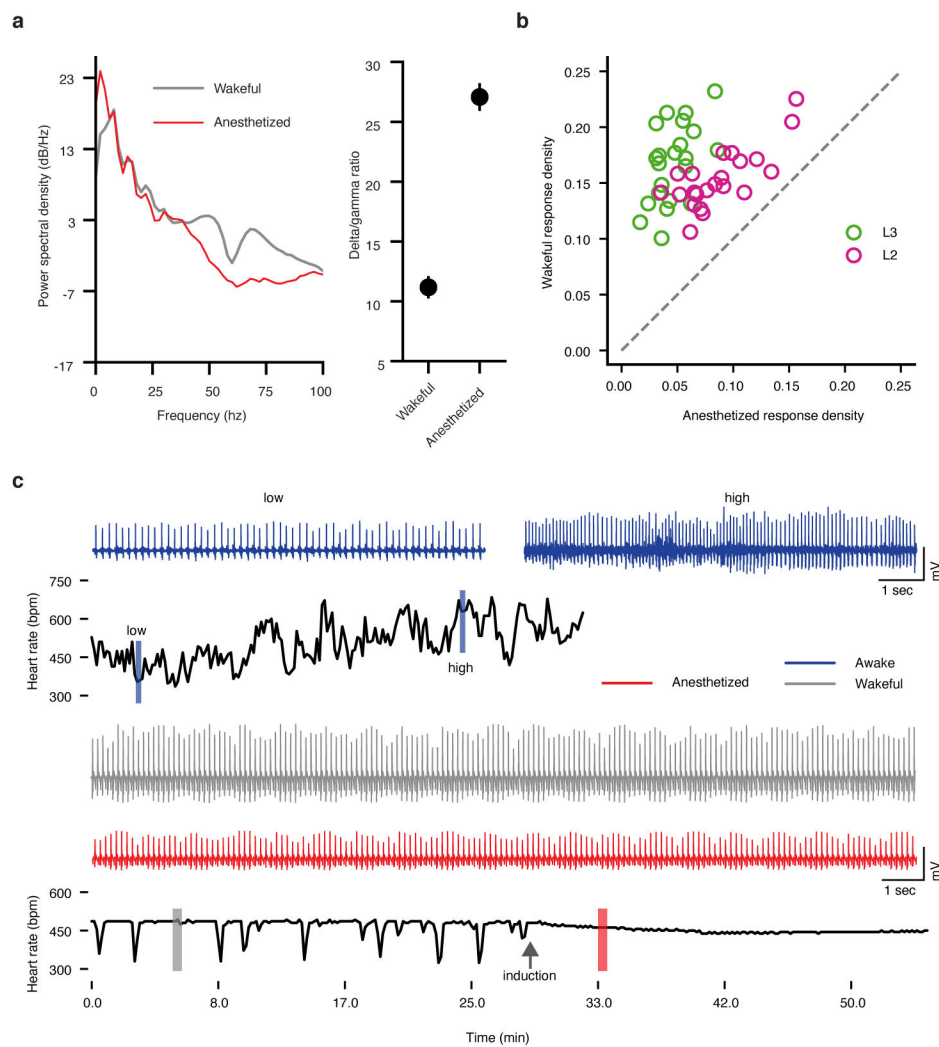 a
b
23
13
3
-7
-17
Power spectral density (dB/Hz)
Wakeful
Anesthetized
0
25
50
75
100
Frequency (hz)
30
25
20
15
10
5
Delta/gamma ratio
Wakeful
Anesthetized
0.25
0.20
0.15
0.10
0.05
0.00
Wakeful response density
L3
L2
0.00
0.05
0.10
0.15
0.20
0.25
Anesthetized response density
c
low
high
mV
1 sec
750
600
450
300
Heart rate (bpm)
low
high
Anesthetized
Awake
Wakeful
mV
1 sec
600
450
300
Heart rate (bpm)
induction
0.0
8.0
17.0
25.0
33.0
42.0
50.0
Time (min)